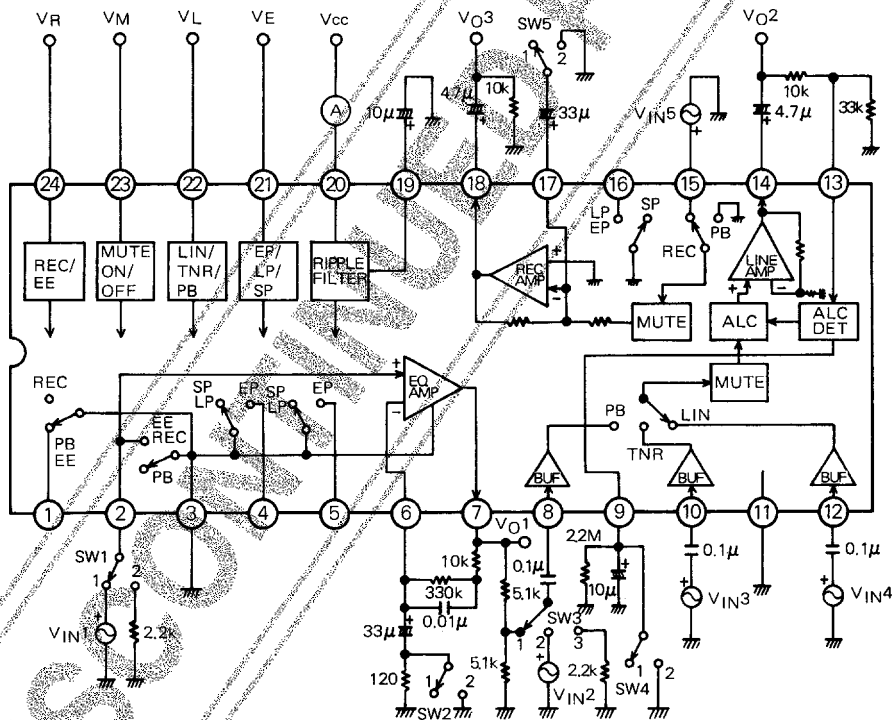 VR VM VL VE Vcc VO3 SW5 1 2 VO2
A 10μ + 4.7μ + 10k 33μ + VIN5 + 10k 4.7μ + 33k
24 23 22 21 20 19 18 17 16 15 14 13
REC/ EE
MUTE ON/ OFF
LIN/ TNR/ PB
EP/ LP/ SP
RIPPLE FILTER
REC AMP + −
LP EP SP
REC PB
LINE AMP + −
MUTE ALC ALC DET
MUTE
REC
PB EE
EE REC
PB
SP LP EP SP LP EP
EQ AMP + −
PB LIN TNR
BUF BUF BUF
1 2 3 4 5 6 7 8 9 10 11 12
SW1 1 2
VIN1 + 2.2k
10k VO1
330k
0.01μ
33μ +
120
SW2 1 2
5.1k
5.1k
0.1μ
SW3 1 2 3
VIN2 + 2.2k
2.2M
10μ +
SW4 1 2
0.1μ
VIN3 +
0.1μ
VIN4 +
SCONTINUED